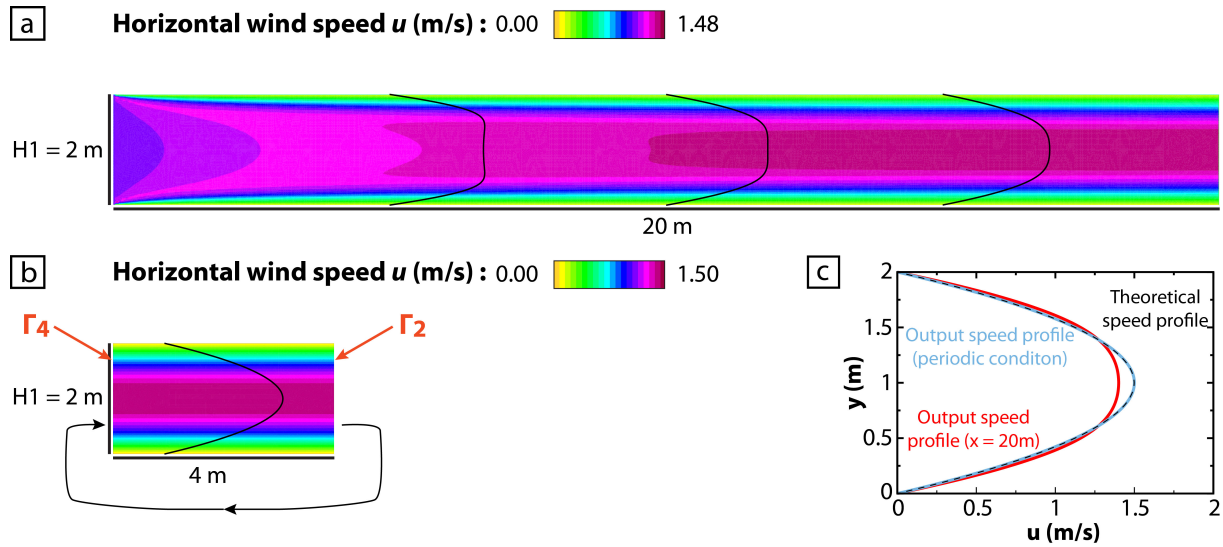 a
Horizontal wind speed u (m/s) : 0.00 1.48
H1 = 2 m
20 m
b
Horizontal wind speed u (m/s) : 0.00 1.50
Γ4
Γ2
H1 = 2 m
4 m
c
2
1.5
1
0.5
0
y (m)
Theoretical
speed profile
Output speed profile
(periodic conditon)
Output speed
profile (x = 20m)
0 0.5 1 1.5 2
u (m/s)